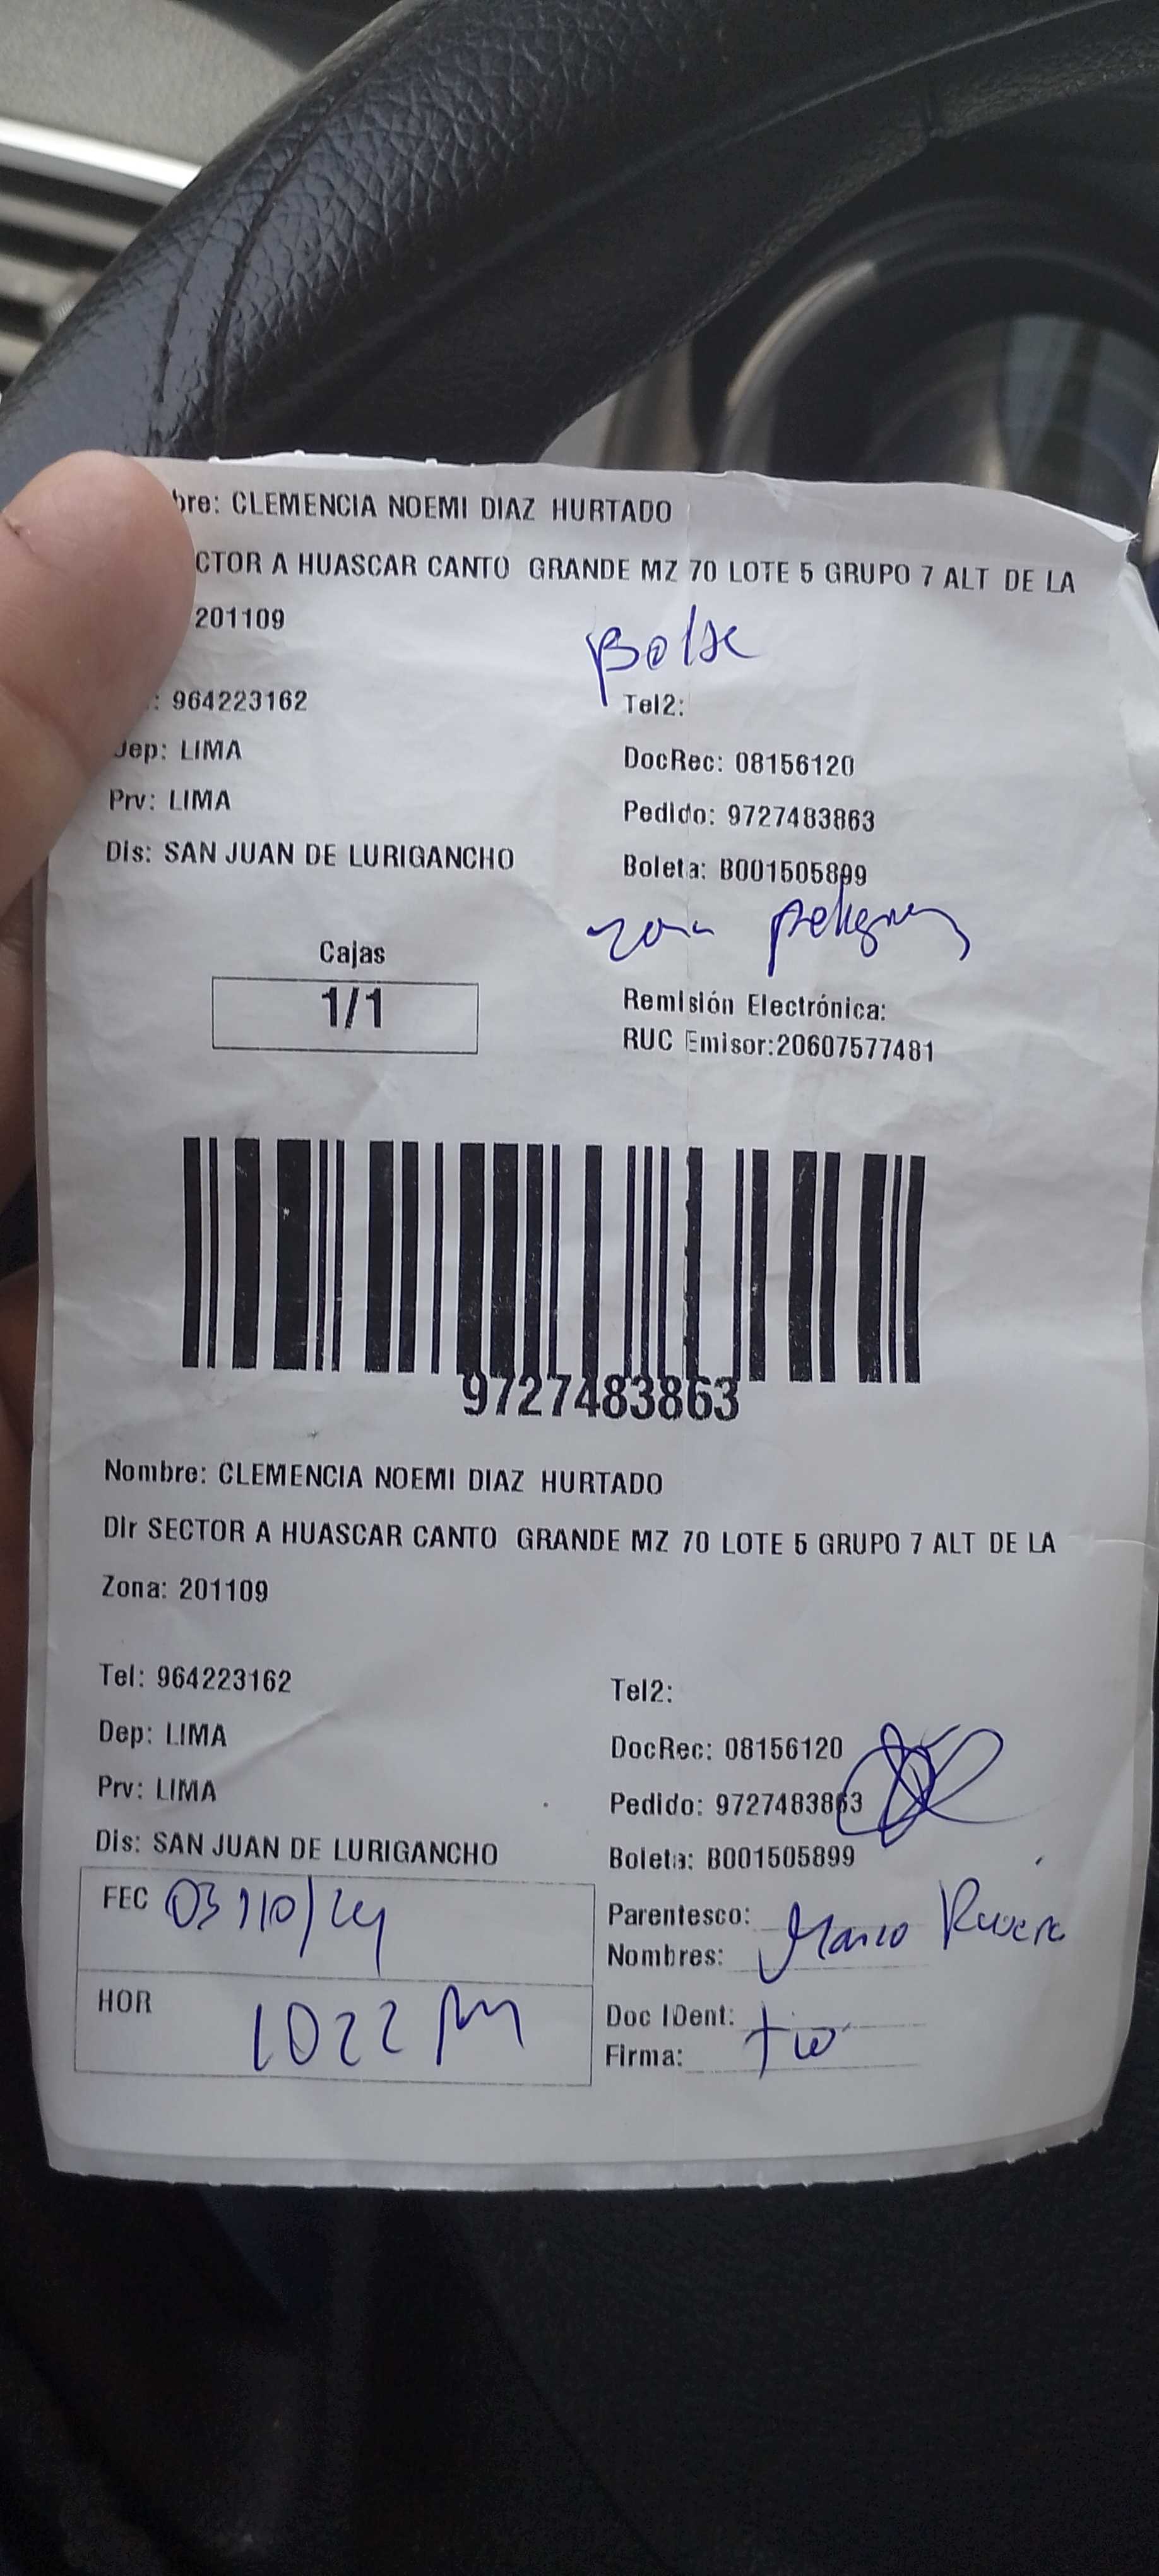 bre: CLEMENCIA NOEMI DIAZ HURTADO
CTOR A HUASCAR CANTO GRANDE MZ 70 LOTE 5 GRUPO 7 ALT DE LA
201109
Bolsa
: 964223162
Tel2:
Dep: LIMA
DocRec: 08156120
Prv: LIMA
Pedido: 9727483863
Dis: SAN JUAN DE LURIGANCHO
Boleta: B001505899
zona peligrosa
Cajas
1/1
Remisión Electrónica:
RUC Emisor:20607577481
9727483863
Nombre: CLEMENCIA NOEMI DIAZ HURTADO
Dir SECTOR A HUASCAR CANTO GRANDE MZ 70 LOTE 5 GRUPO 7 ALT DE LA
Zona: 201109
Tel: 964223162
Tel2:
Dep: LIMA
DocRec: 08156120
Prv: LIMA
Pedido: 9727483863
Dis: SAN JUAN DE LURIGANCHO
Boleta: B001505899
FEC 03/10/24
Parentesco:
Nombres: Marco Rivera
HOR 1022 M
Doc IDent:
Firma: tio